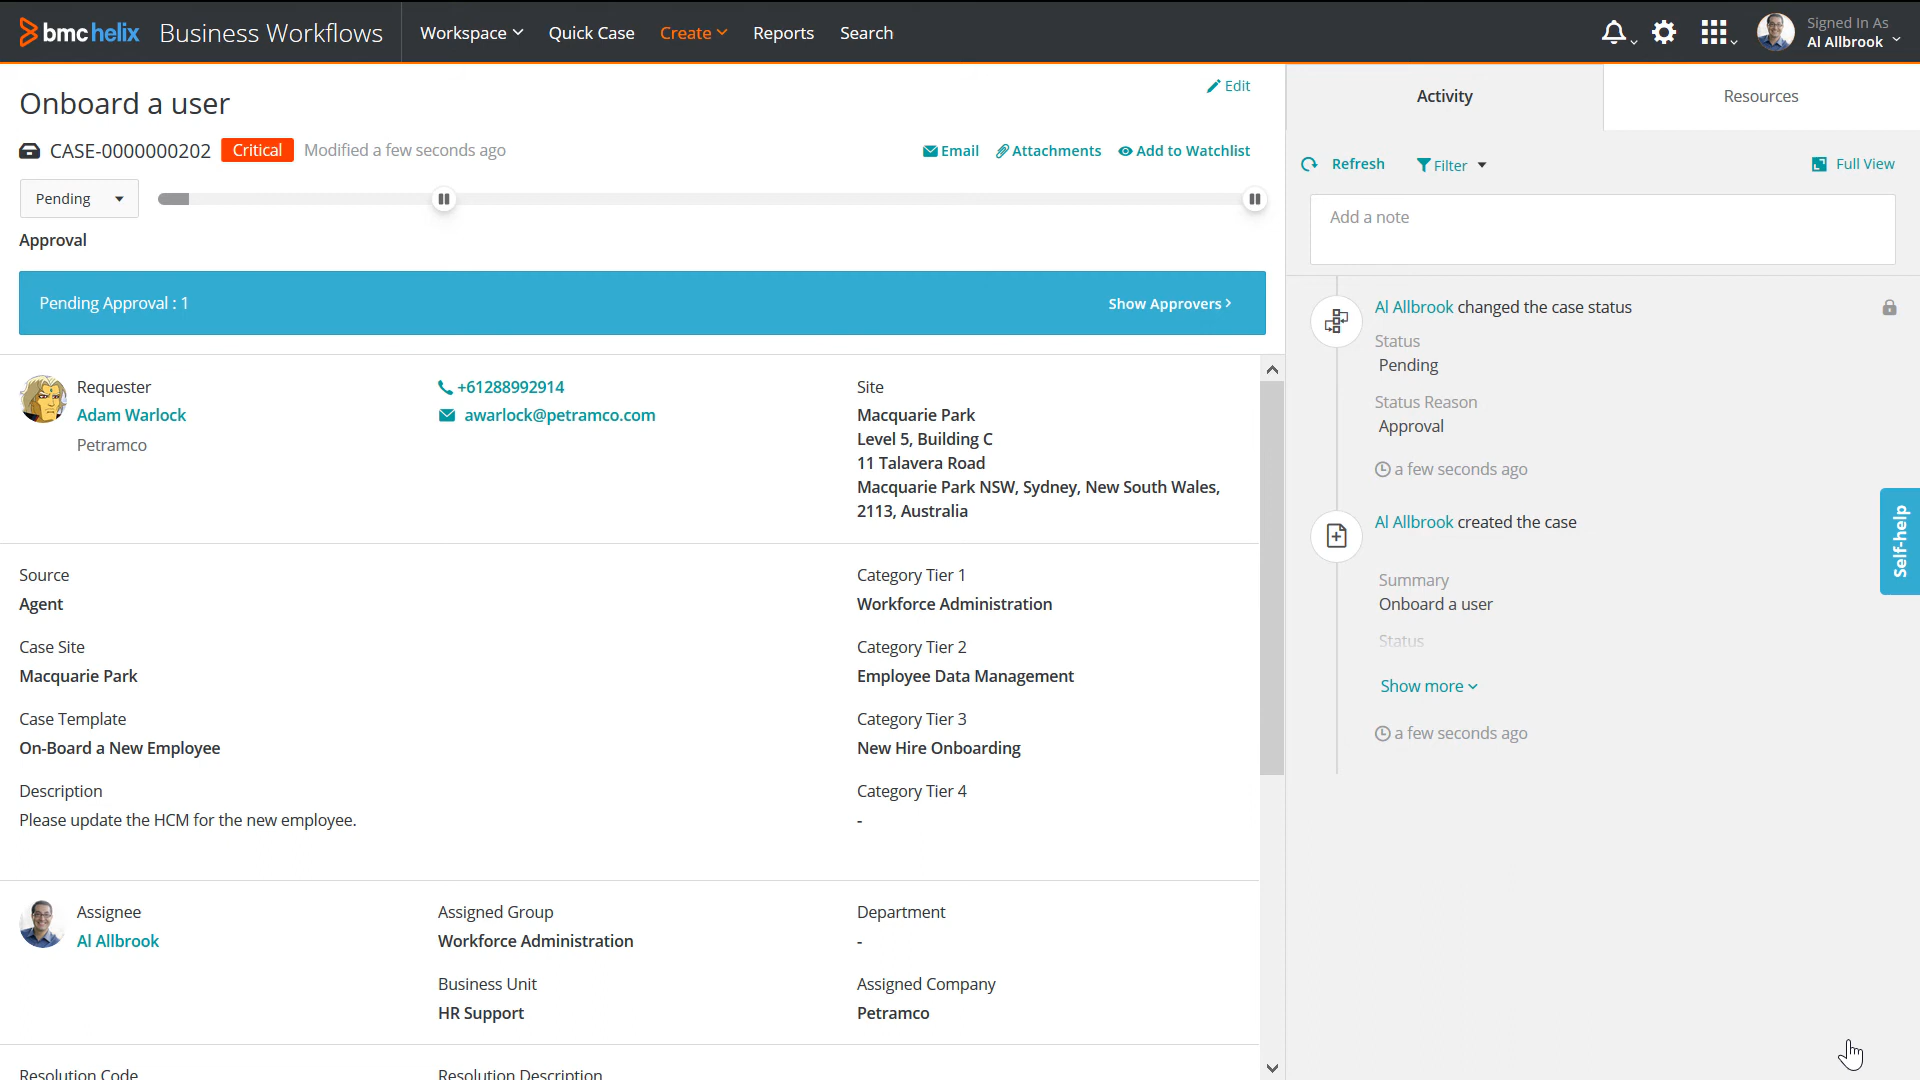 bmc helix Business Workflows Workspace Quick Case Create Reports Search
Signed In As
Al Allbrook
Onboard a user
Edit
CASE-0000000202 Critical Modified a few seconds ago
Email Attachments Add to Watchlist
Pending
Approval
Pending Approval : 1
Show Approvers
Requester
Adam Warlock
Petramco
+61288992914
awarlock@petramco.com
Site
Macquarie Park
Level 5, Building C
11 Talavera Road
Macquarie Park NSW, Sydney, New South Wales,
2113, Australia
Source
Agent
Case Site
Macquarie Park
Case Template
On-Board a New Employee
Description
Please update the HCM for the new employee.
Category Tier 1
Workforce Administration
Category Tier 2
Employee Data Management
Category Tier 3
New Hire Onboarding
Category Tier 4
-
Assignee
Al Allbrook
Assigned Group
Workforce Administration
Business Unit
HR Support
Department
-
Assigned Company
Petramco
Resolution Code
Resolution Description
Activity
Resources
Refresh
Filter
Full View
Add a note
Al Allbrook changed the case status
Status
Pending
Status Reason
Approval
a few seconds ago
Al Allbrook created the case
Summary
Onboard a user
Status
Show more
a few seconds ago
Self-help